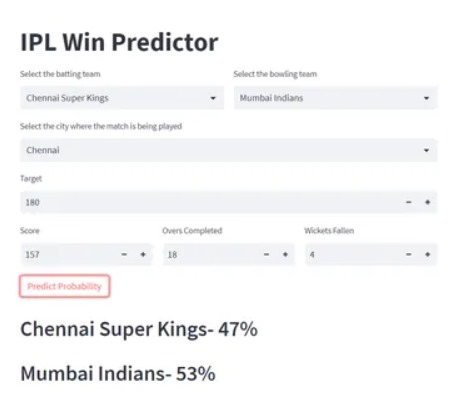 IPL Win Predictor
Select the batting team Select the bowling team
Chennai Super Kings Mumbai Indians
Select the city where the match is being played
Chennai
Target
180 − +
Score Overs Completed Wickets Fallen
157 − + 18 − + 4 − +
Predict Probability
Chennai Super Kings- 47%
Mumbai Indians- 53%